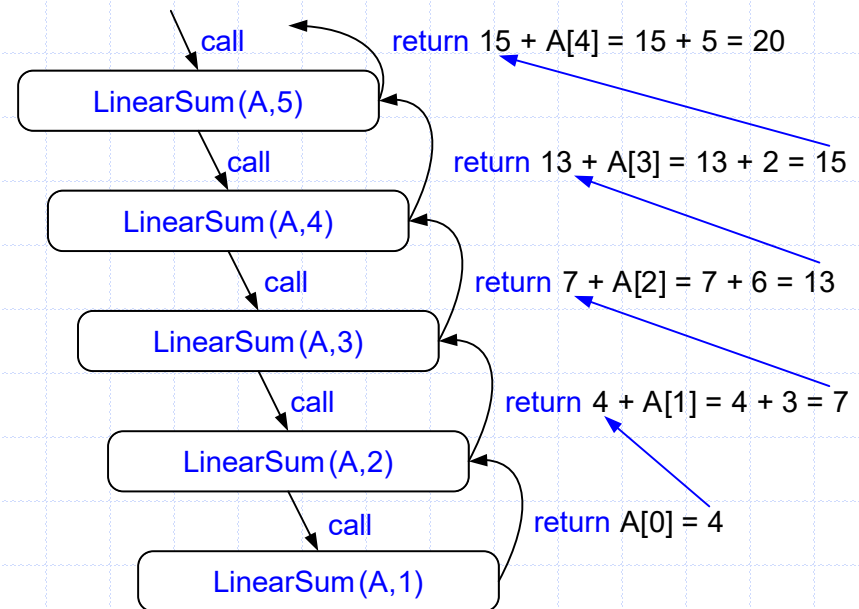 call
return 15 + A[4] = 15 + 5 = 20
LinearSum(A,5)
call
return 13 + A[3] = 13 + 2 = 15
LinearSum(A,4)
call
return 7 + A[2] = 7 + 6 = 13
LinearSum(A,3)
call
return 4 + A[1] = 4 + 3 = 7
LinearSum(A,2)
call
return A[0] = 4
LinearSum(A,1)